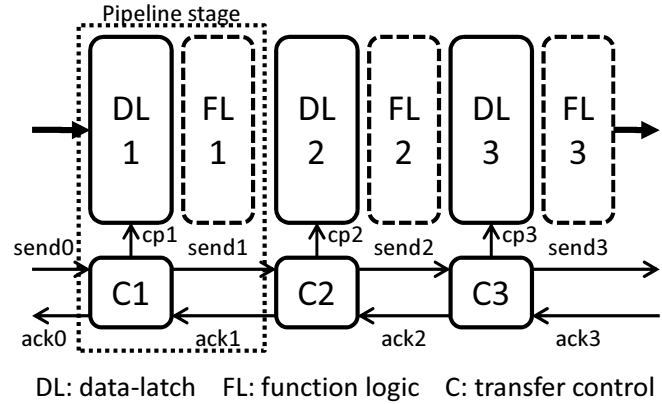 Pipeline stage
DL 1
FL 1
DL 2
FL 2
DL 3
FL 3
cp1
cp2
cp3
send0
send1
send2
send3
C1
C2
C3
ack0
ack1
ack2
ack3
DL: data-latch FL: function logic C: transfer control